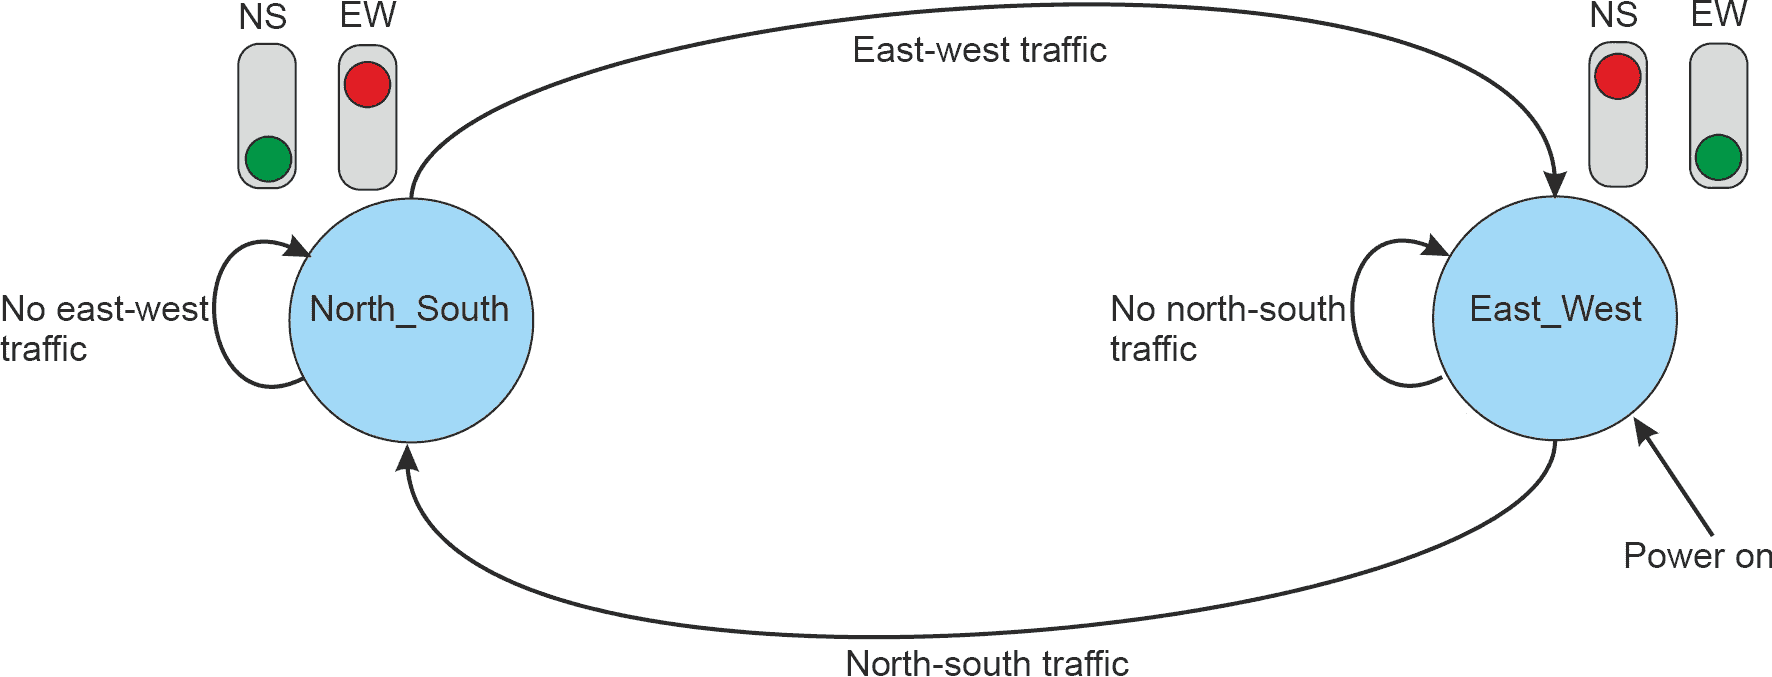 NS
EW
NS
EW
East-west traffic
No east-west
traffic
North_South
No north-south
traffic
East_West
Power on
North-south traffic